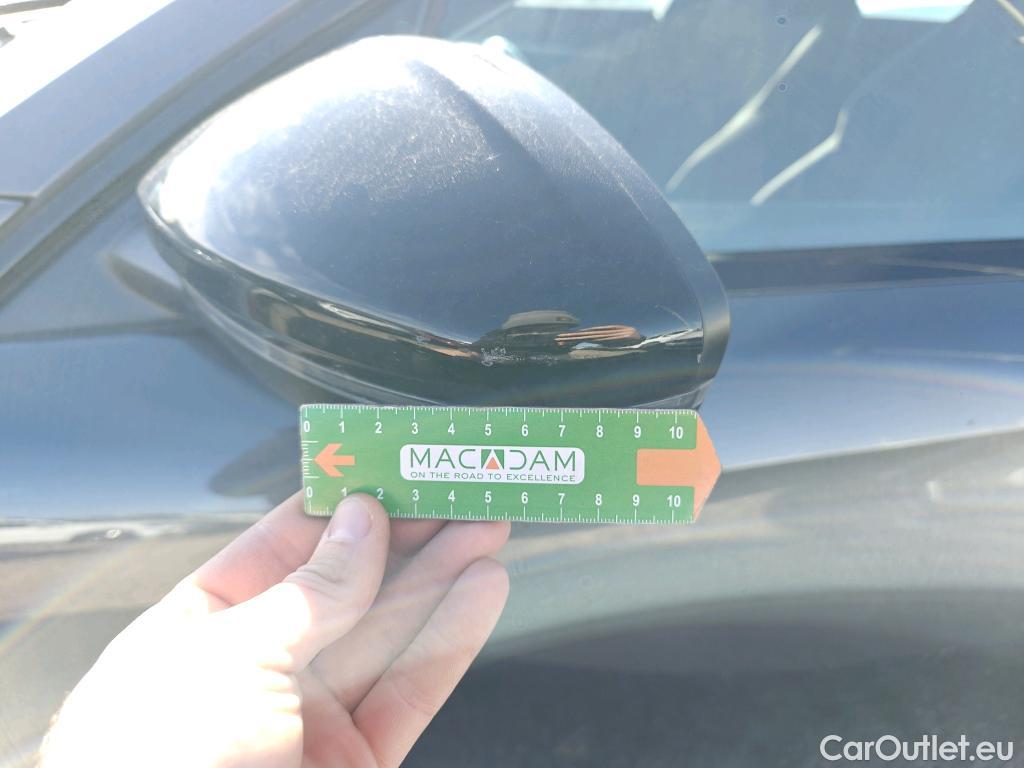 0 1 2 3 4 5 6 7 8 9 10
MACADAM
ON THE ROAD TO EXCELLENCE
0 1 2 3 4 5 6 7 8 9 10
CarOutlet.eu